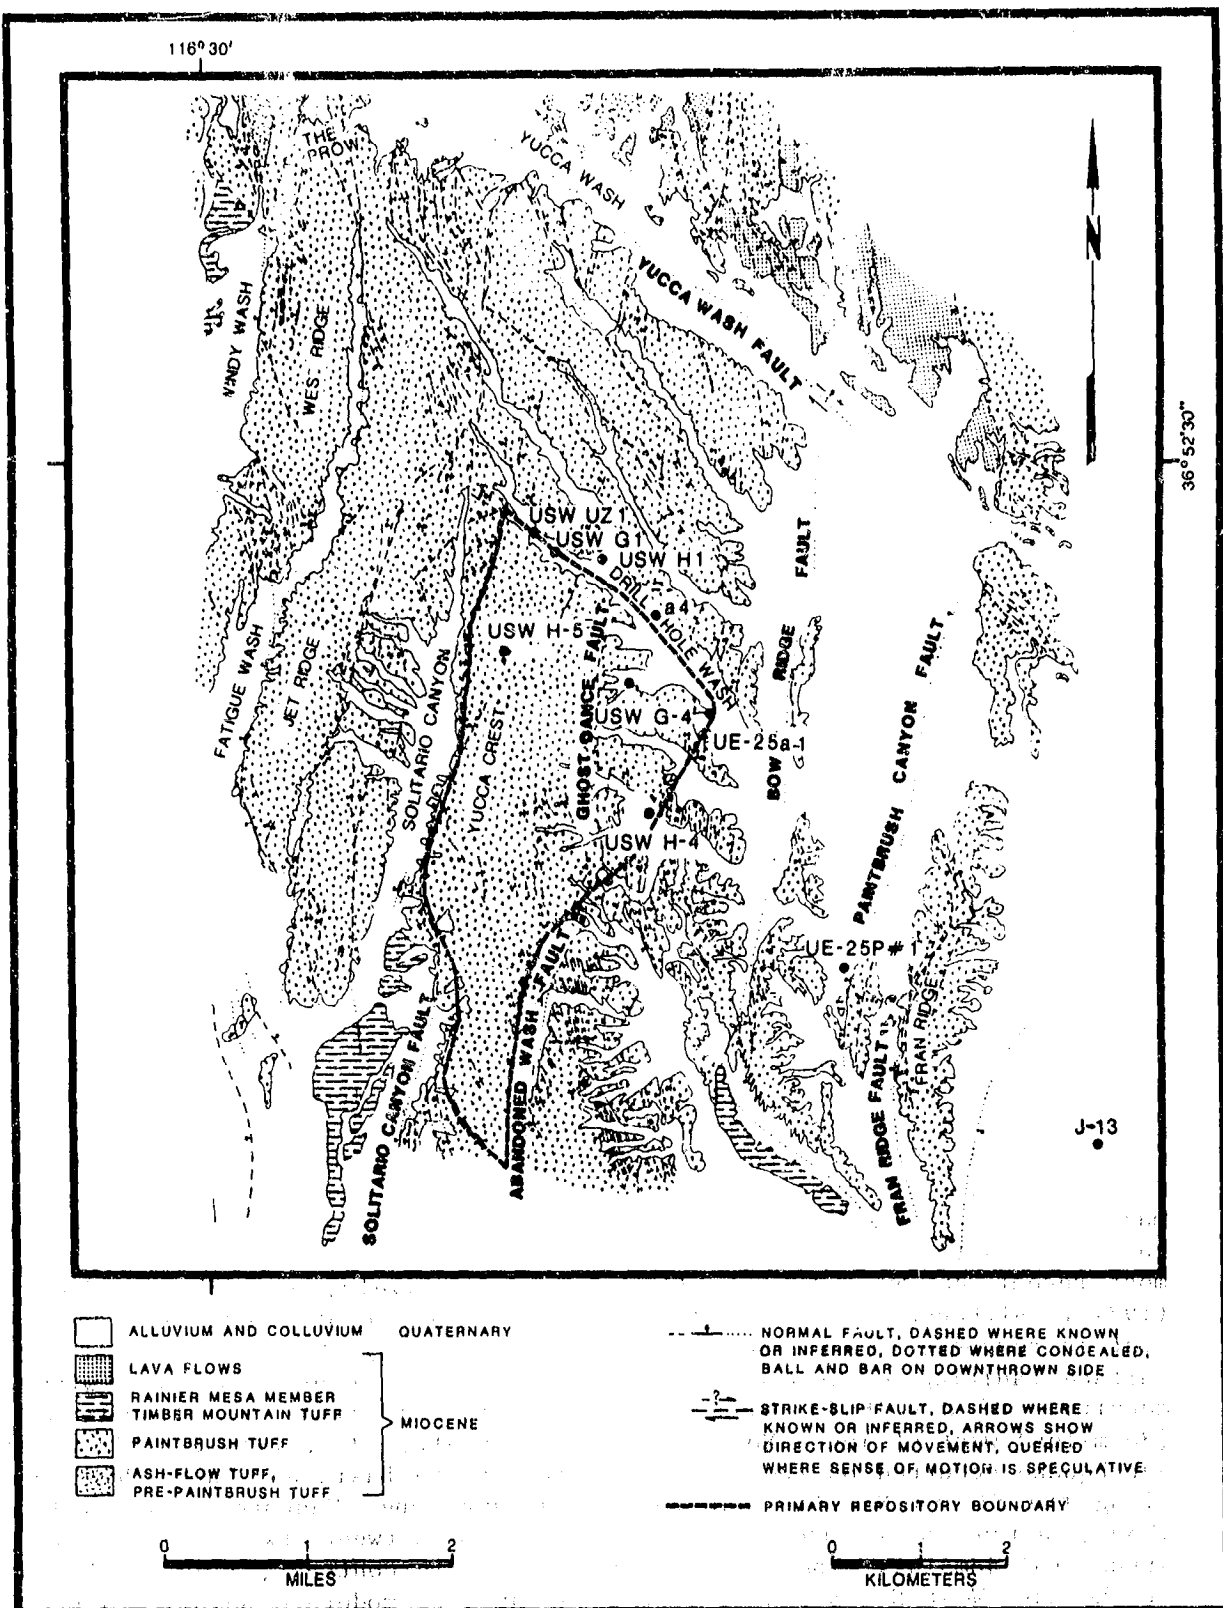 116° 30'
THE
PROW
YUCCA WASH
N
YUCCA WASH FAULT
WINDY WASH
WES RIDGE
36° 52' 30"
USW UZ1
USW G1
USW H1
FAULT
DRILL HOLE WASH
a4
USW H-5
GHOST DANCE FAULT
RIDGE
FATIGUE WASH
JET RIDGE
SOLITARIO CANYON
YUCCA CREST
USW G-4
UE-25a-1
BOW
PAINTBRUSH CANYON FAULT
USW H-4
UE-25P#1
ABANDONED WASH FAULT
SOLITARIO CANYON FAULT
FRAN RIDGE
FRAN RIDGE FAULT
J-13
ALLUVIUM AND COLLUVIUM QUATERNARY
LAVA FLOWS
RAINIER MESA MEMBER
TIMBER MOUNTAIN TUFF
MIOCENE
PAINTBRUSH TUFF
ASH-FLOW TUFF,
PRE-PAINTBRUSH TUFF
NORMAL FAULT, DASHED WHERE KNOWN
OR INFERRED, DOTTED WHERE CONCEALED,
BALL AND BAR ON DOWNTHROWN SIDE
?
STRIKE-SLIP FAULT, DASHED WHERE
KNOWN OR INFERRED, ARROWS SHOW
DIRECTION OF MOVEMENT, QUERIED
WHERE SENSE OF MOTION IS SPECULATIVE
PRIMARY REPOSITORY BOUNDARY
0 1 2
MILES
0 1 2
KILOMETERS